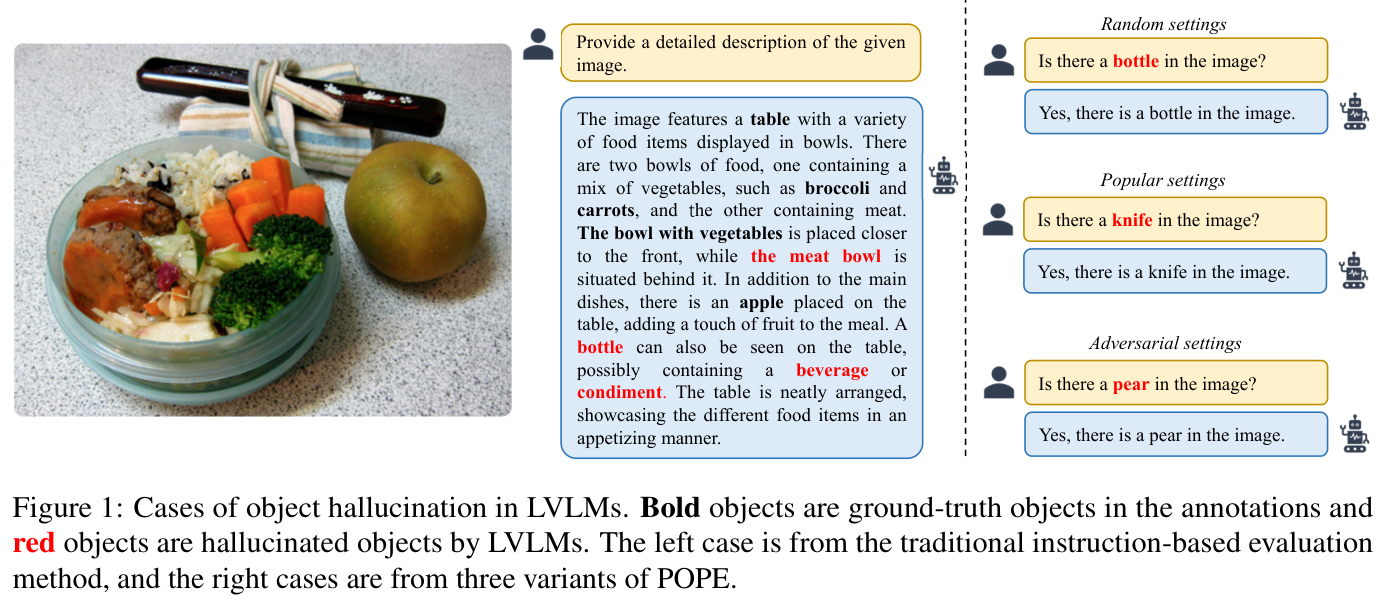 Provide a detailed description of the given
image.
The image features a table with a variety
of food items displayed in bowls. There
are two bowls of food, one containing a
mix of vegetables, such as broccoli and
carrots, and the other containing meat.
The bowl with vegetables is placed closer
to the front, while the meat bowl is
situated behind it. In addition to the main
dishes, there is an apple placed on the
table, adding a touch of fruit to the meal. A
bottle can also be seen on the table,
possibly containing a beverage or
condiment. The table is neatly arranged,
showcasing the different food items in an
appetizing manner.
Random settings
Is there a bottle in the image?
Yes, there is a bottle in the image.
Popular settings
Is there a knife in the image?
Yes, there is a knife in the image.
Adversarial settings
Is there a pear in the image?
Yes, there is a pear in the image.
Figure 1: Cases of object hallucination in LVLMs. Bold objects are ground-truth objects in the annotations and
red objects are hallucinated objects by LVLMs. The left case is from the traditional instruction-based evaluation
method, and the right cases are from three variants of POPE.